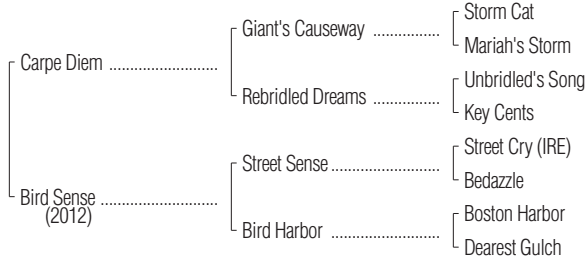 Storm Cat
Giant's Causeway ................
Mariah's Storm
Carpe Diem ..........................
Unbridled's Song
Rebridled Dreams ................
Key Cents
Street Cry (IRE)
Street Sense ..........................
Bedazzle
Bird Sense ............................
(2012)
Boston Harbor
Bird Harbor ..........................
Dearest Gulch